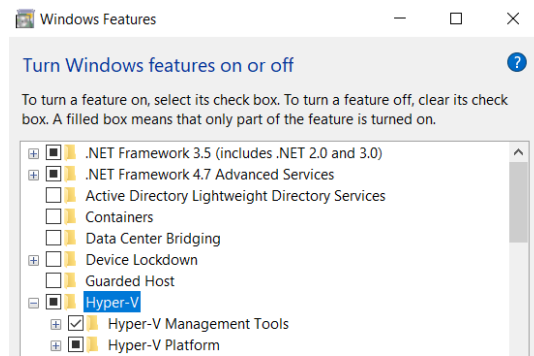 Windows Features
Turn Windows features on or off
?
To turn a feature on, select its check box. To turn a feature off, clear its check
box. A filled box means that only part of the feature is turned on.
.NET Framework 3.5 (includes .NET 2.0 and 3.0)
.NET Framework 4.7 Advanced Services
Active Directory Lightweight Directory Services
Containers
Data Center Bridging
Device Lockdown
Guarded Host
Hyper-V
Hyper-V Management Tools
Hyper-V Platform